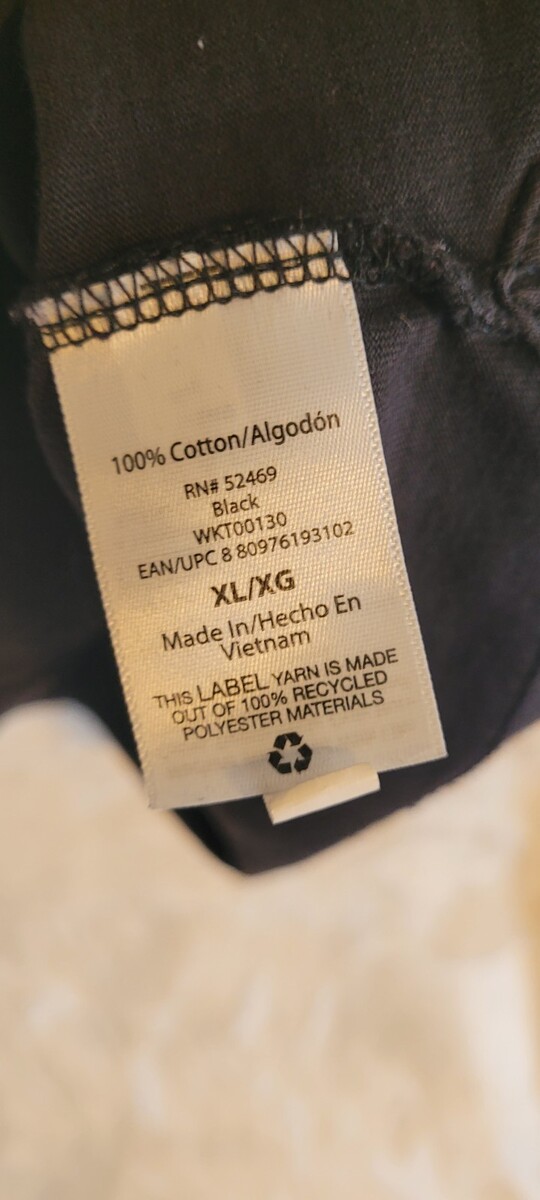 100% Cotton/Algodón
RN# 52469
Black
WKT00130
EAN/UPC 8 80976193102
XL/XG
Made In/Hecho En
Vietnam
THIS LABEL YARN IS MADE
OUT OF 100% RECYCLED
POLYESTER MATERIALS